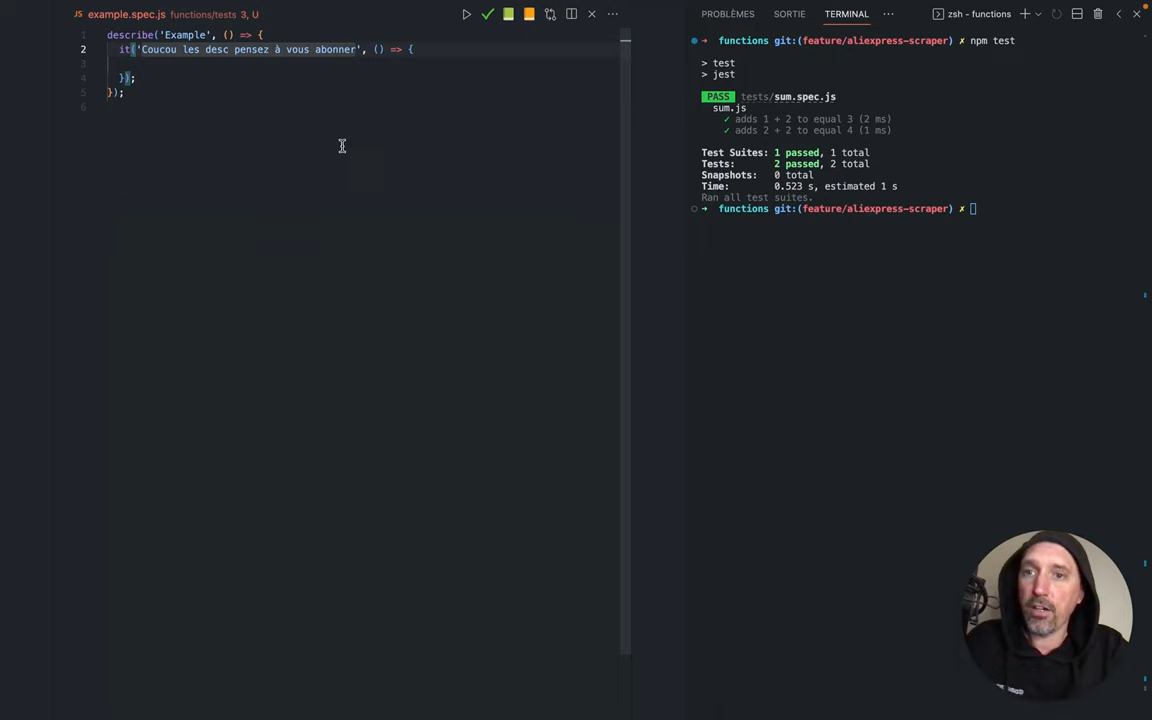 JS example.spec.js functions/tests 3, U
1 describe('Example', () => {
2 it('Coucou les desc pensez à vous abonner', () => {
3
4 });
5 });
6
PROBLÈMES SORTIE TERMINAL ··· zsh - functions
→ functions git:(feature/aliexpress-scraper) ✗ npm test
> test
> jest
PASS tests/sum.spec.js
sum.js
✓ adds 1 + 2 to equal 3 (2 ms)
✓ adds 2 + 2 to equal 4 (1 ms)
Test Suites: 1 passed, 1 total
Tests: 2 passed, 2 total
Snapshots: 0 total
Time: 0.523 s, estimated 1 s
Ran all test suites.
→ functions git:(feature/aliexpress-scraper) ✗